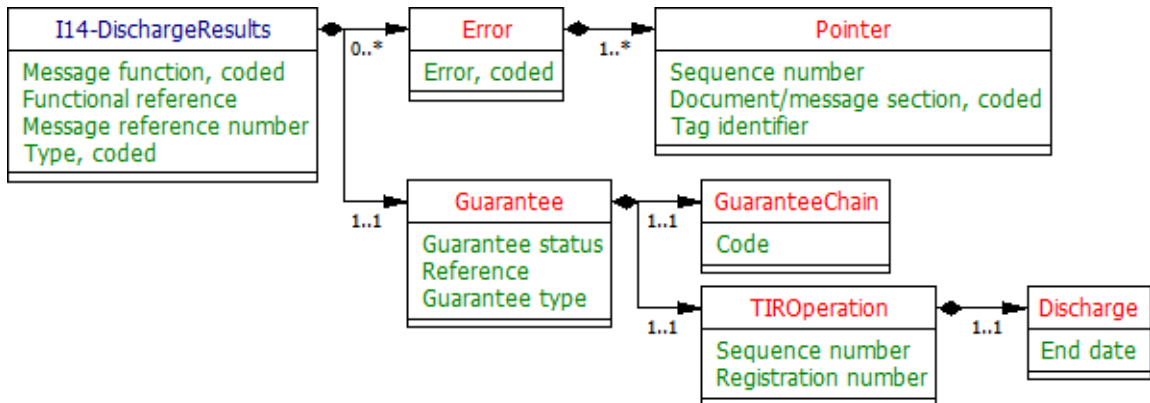 I14-DischargeResults
Message function, coded
Functional reference
Message reference number
Type, coded
0..*
Error
Error, coded
1..*
Pointer
Sequence number
Document/message section, coded
Tag identifier
1..1
Guarantee
Guarantee status
Reference
Guarantee type
1..1
GuaranteeChain
Code
1..1
TIROperation
Sequence number
Registration number
1..1
Discharge
End date